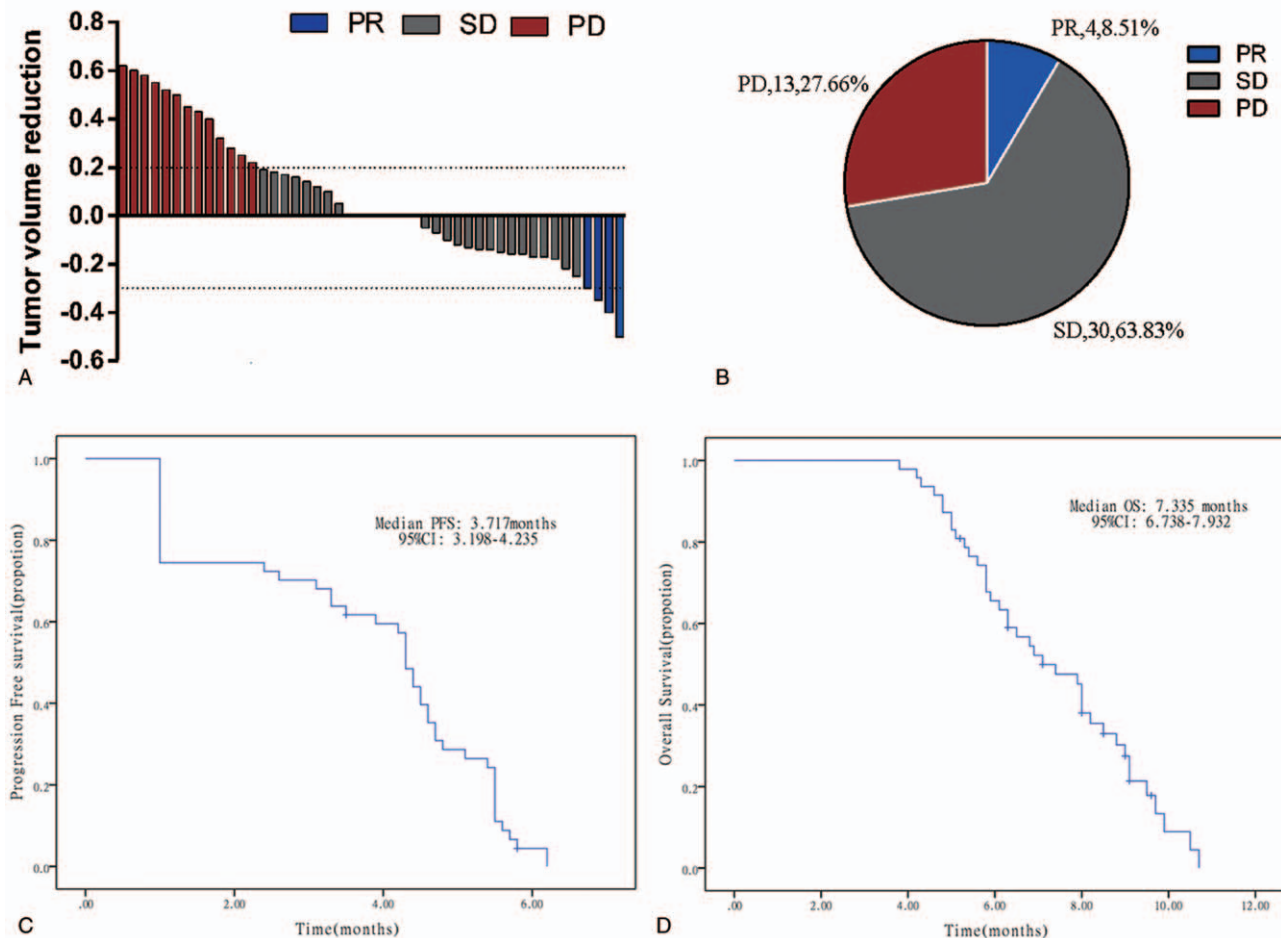 PR SD PD
Tumor volume reduction
0.8
0.6
0.4
0.2
0.0
-0.2
-0.4
-0.6
A
PR,4,8.51%
PD,13,27.66%
SD,30,63.83%
PR
SD
PD
B
Progression Free survival(propotion)
1.0
0.8
0.6
0.4
0.2
0.0
Median PFS: 3.717months
95%CI: 3.198-4.235
.00 2.00 4.00 6.00
Time(months)
C
Overall Survival(propotion)
1.0
0.8
0.6
0.4
0.2
0.0
Median OS: 7.335 months
95%CI: 6.738-7.932
.00 2.00 4.00 6.00 8.00 10.00 12.00
Time(months)
D